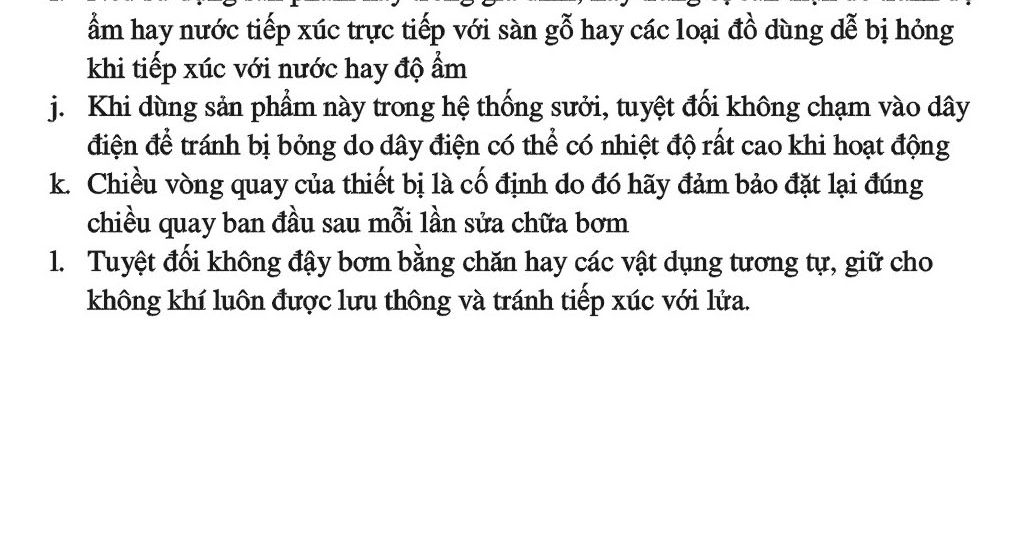 ẩm hay nước tiếp xúc trực tiếp với sàn gỗ hay các loại đồ dùng dễ bị hỏng
khi tiếp xúc với nước hay độ ẩm
j. Khi dùng sản phẩm này trong hệ thống sưởi, tuyệt đối không chạm vào dây
điện để tránh bị bỏng do dây điện có thể có nhiệt độ rất cao khi hoạt động
k. Chiều vòng quay của thiết bị là cố định do đó hãy đảm bảo đặt lại đúng
chiều quay ban đầu sau mỗi lần sửa chữa bơm
l. Tuyệt đối không đậy bơm bằng chăn hay các vật dụng tương tự, giữ cho
không khí luôn được lưu thông và tránh tiếp xúc với lửa.